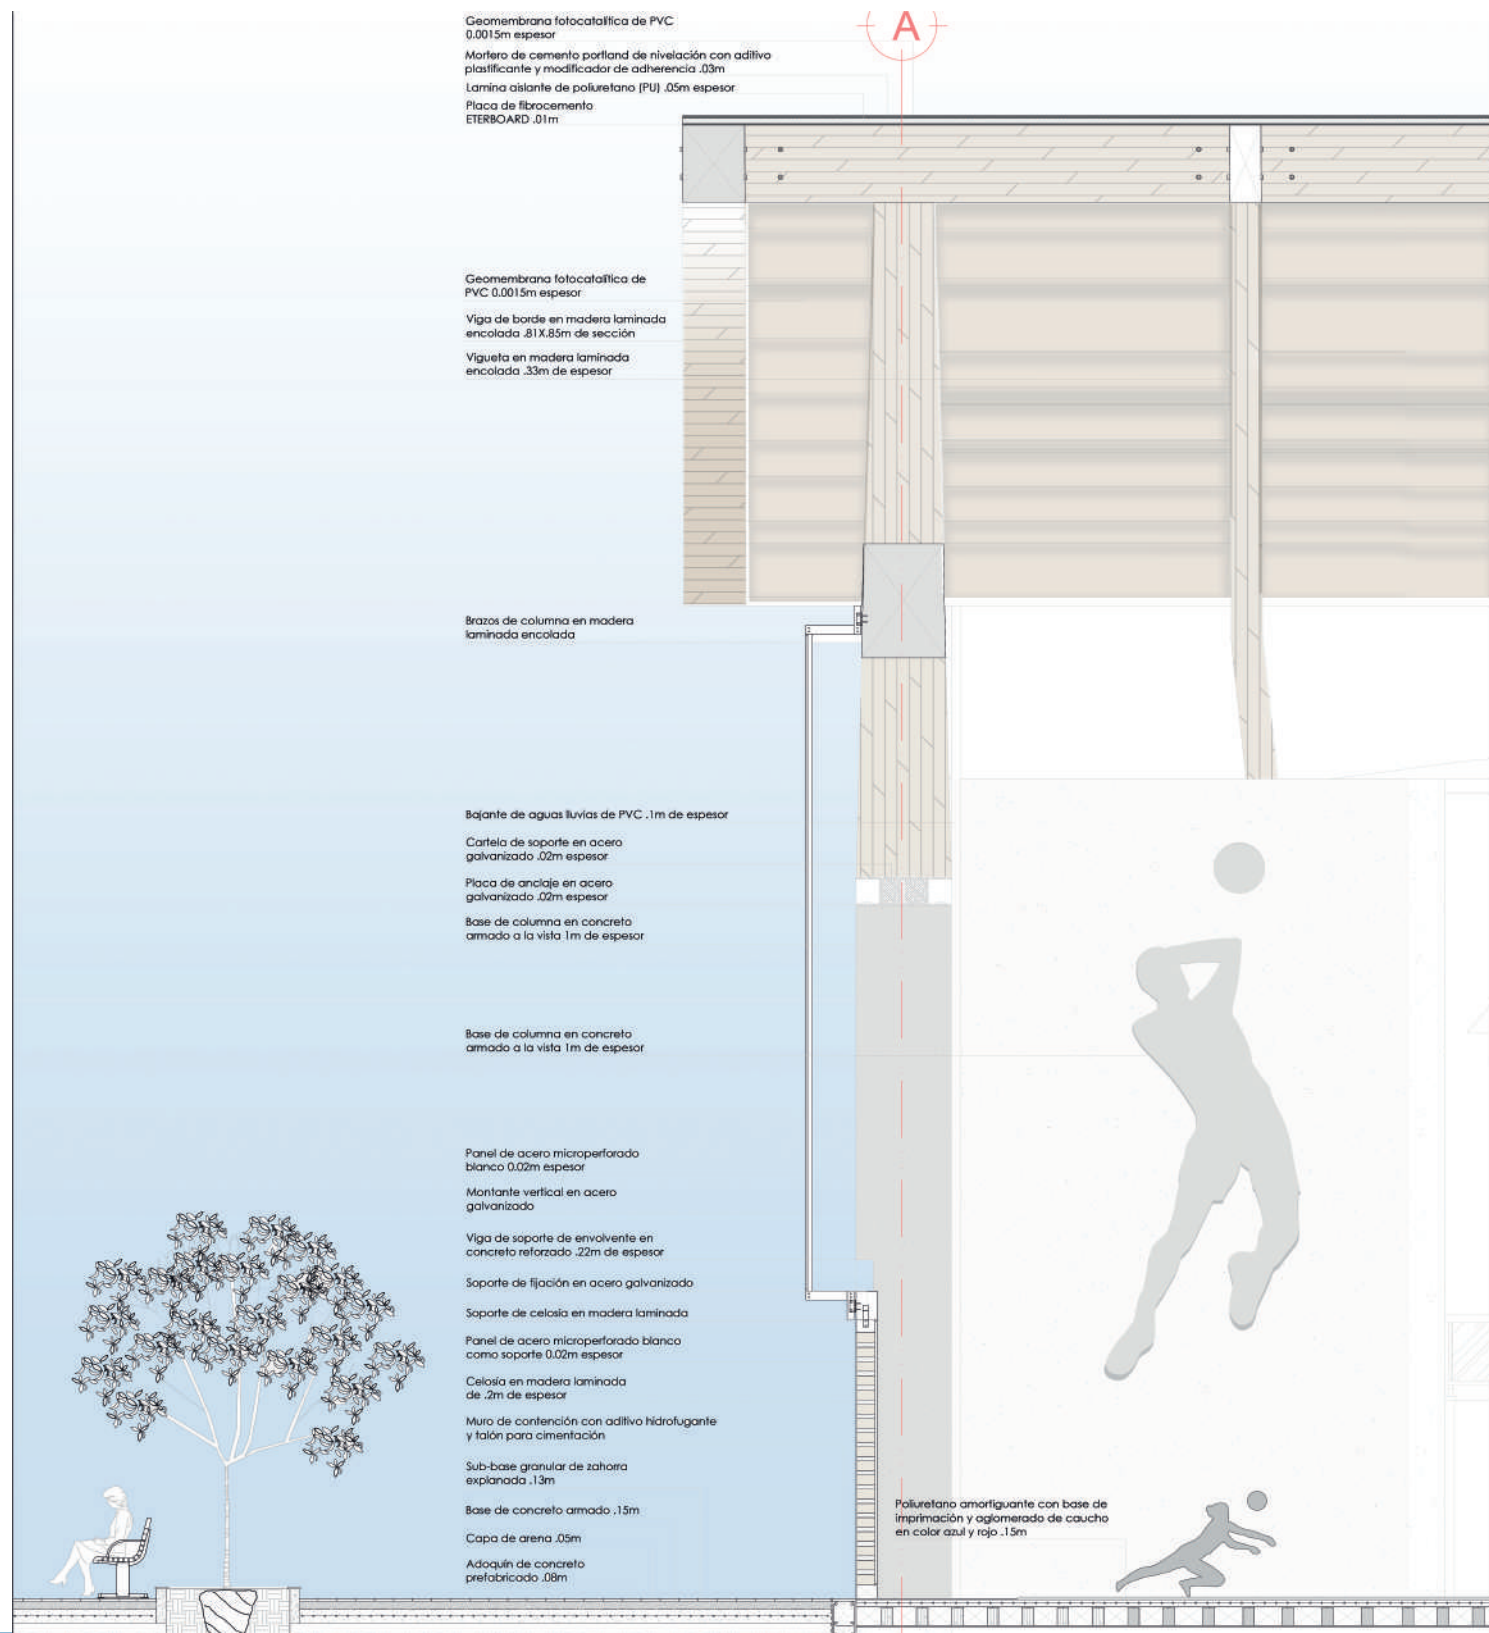 Geomembrana fotocatalítica de PVC
0.0015m espesor
A
Mortero de cemento portland de nivelación con aditivo
plastificante y modificador de adherencia .03m
Lamina aislante de poliuretano (PU) .05m espesor
Placa de fibrocemento
ETERBOARD .01m
Geomembrana fotocatalítica de
PVC 0.0015m espesor
Viga de borde en madera laminada
encolada .81X.85m de sección
Vigueta en madera laminada
encolada .33m de espesor
Brazos de columna en madera
laminada encolada
Bajante de aguas lluvias de PVC .1m de espesor
Cartela de soporte en acero
galvanizado .02m espesor
Placa de anclaje en acero
galvanizado .02m espesor
Base de columna en concreto
armado a la vista 1m de espesor
Base de columna en concreto
armado a la vista 1m de espesor
Panel de acero microperforado
blanco 0.02m espesor
Montante vertical en acero
galvanizado
Viga de soporte de envolvente en
concreto reforzado .22m de espesor
Soporte de fijación en acero galvanizado
Soporte de celosía en madera laminada
Panel de acero microperforado blanco
como soporte 0.02m espesor
Celosía en madera laminada
de .2m de espesor
Muro de contención con aditivo hidrofugante
y talón para cimentación
Sub-base granular de zahorra
explanada .13m
Base de concreto armado .15m
Capa de arena .05m
Adoquín de concreto
prefabricado .08m
Poliuretano amortiguante con base de
imprimación y aglomerado de caucho
en color azul y rojo .15m